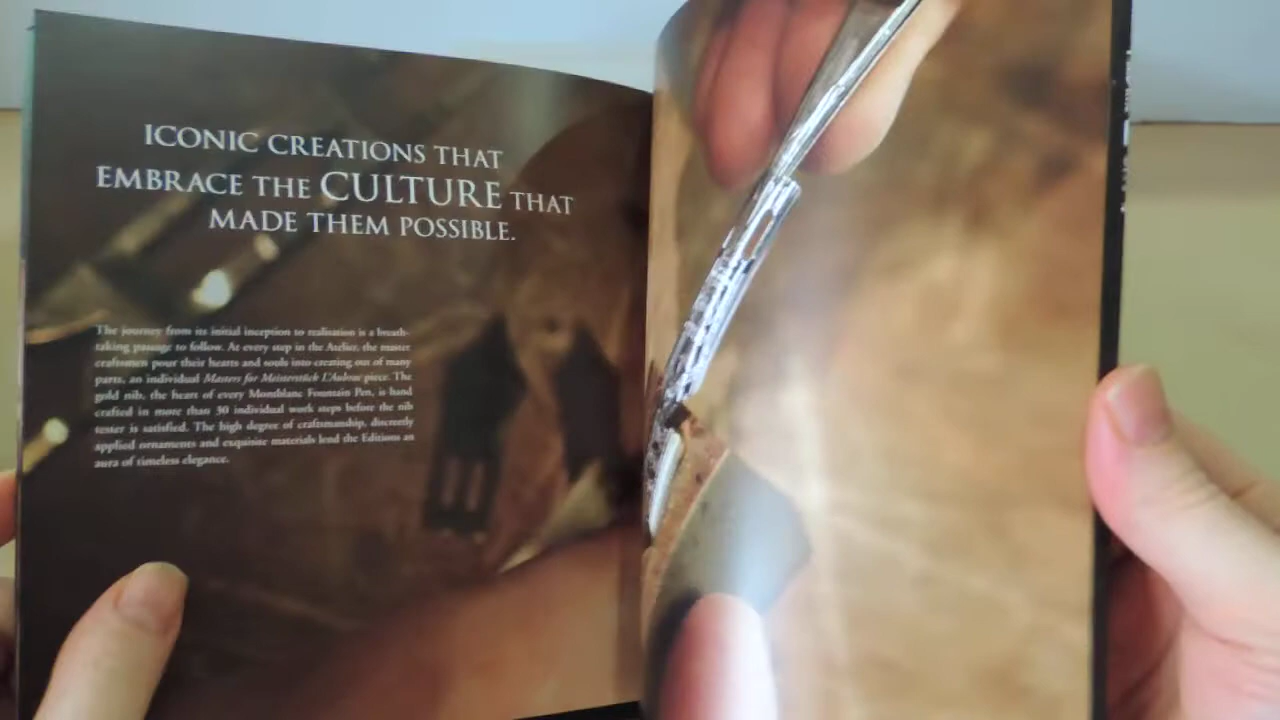 ICONIC CREATIONS THAT
EMBRACE THE CULTURE THAT
MADE THEM POSSIBLE.
The journey from its initial inception to realisation is a breath-
taking passage to follow. At every step in the Atelier, the master
craftsmen pour their hearts and souls into creating out of many
parts, an individual Masters for Meisterstück L'Aubrac piece. The
gold nib, the heart of every Montblanc Fountain Pen, is hand
crafted in more than 30 individual work steps before the nib
tester is satisfied. The high degree of craftsmanship, discreetly
applied ornaments and exquisite materials lend the Editions an
aura of timeless elegance.